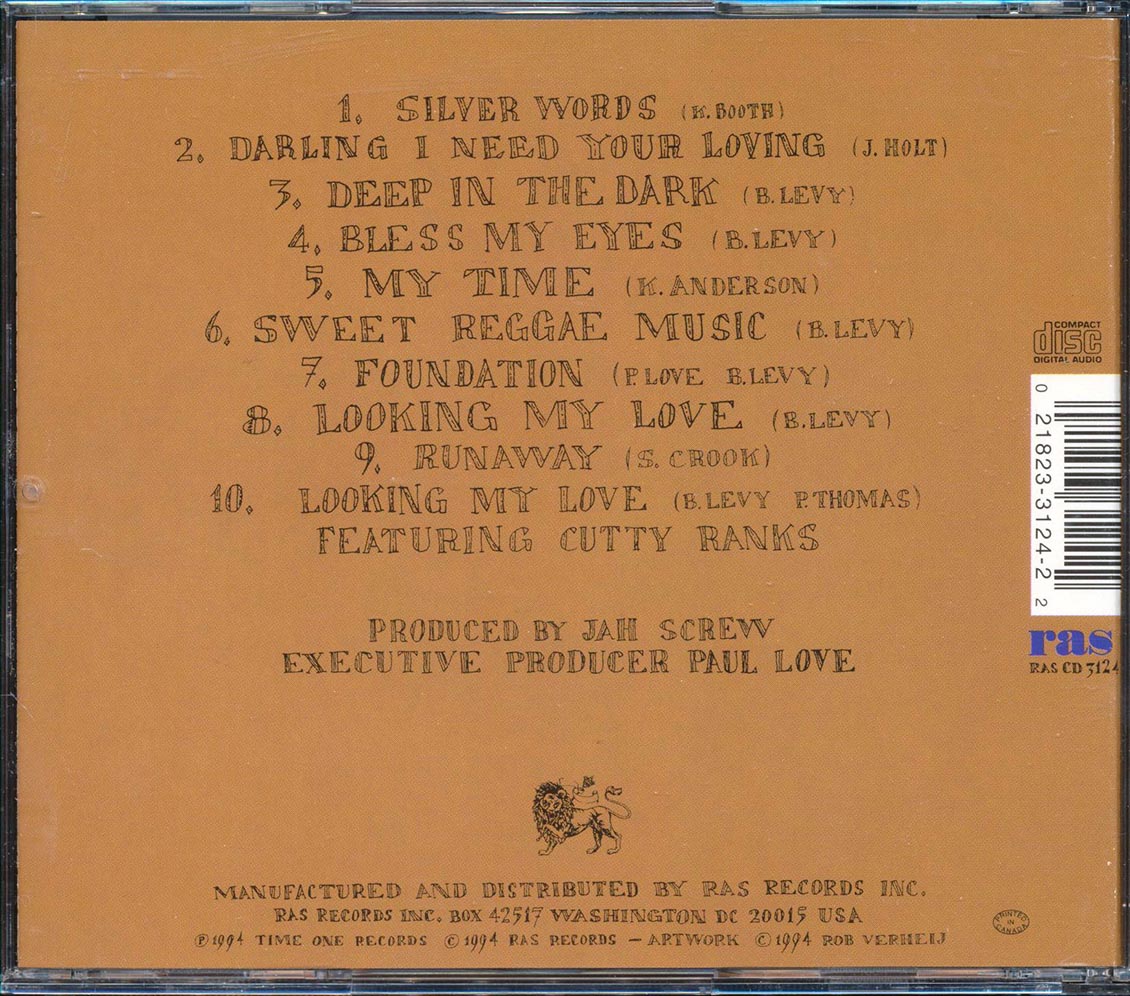 1. SILVER WORDS (K. BOOTH)
2. DARLING I NEED YOUR LOVING (J. HOLT)
3. DEEP IN THE DARK (B. LEVY)
4. BLESS MY EYES (B. LEVY)
5. MY TIME (K. ANDERSON)
6. SWEET REGGAE MUSIC (B. LEVY)
7. FOUNDATION (P. LOVE B. LEVY)
8. LOOKING MY LOVE (B. LEVY)
9. RUNAWAY (S. CROOK)
10. LOOKING MY LOVE (B. LEVY P. THOMAS)
FEATURING CUTTY RANKS
PRODUCED BY JAH SCREW
EXECUTIVE PRODUCER PAUL LOVE
COMPACT
disc
DIGITAL AUDIO
0 21823-3124-2 2
ras
RAS CD 3124
MANUFACTURED AND DISTRIBUTED BY RAS RECORDS INC.
RAS RECORDS INC. BOX 42517 WASHINGTON DC 20015 USA
℗1994 TIME ONE RECORDS ©1994 RAS RECORDS – ARTWORK ©1994 ROB VERHEIJ
PRINTED
IN
CANADA